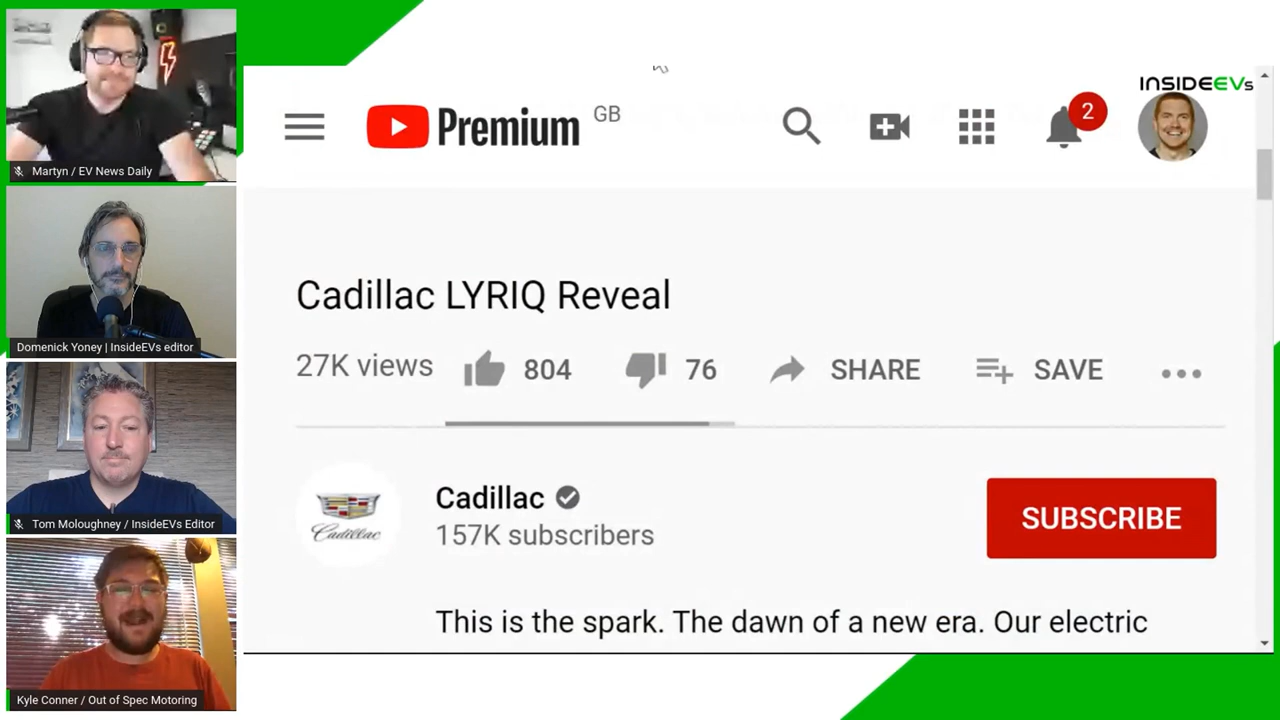 Martyn / EV News Daily
Domenick Yoney | InsideEVs editor
Tom Moloughney / InsideEVs Editor
Kyle Conner / Out of Spec Motoring
INSIDEEVs
Premium GB
2
Cadillac LYRIQ Reveal
27K views 804 76 SHARE SAVE
Cadillac
157K subscribers
SUBSCRIBE
Cadillac
This is the spark. The dawn of a new era. Our electric